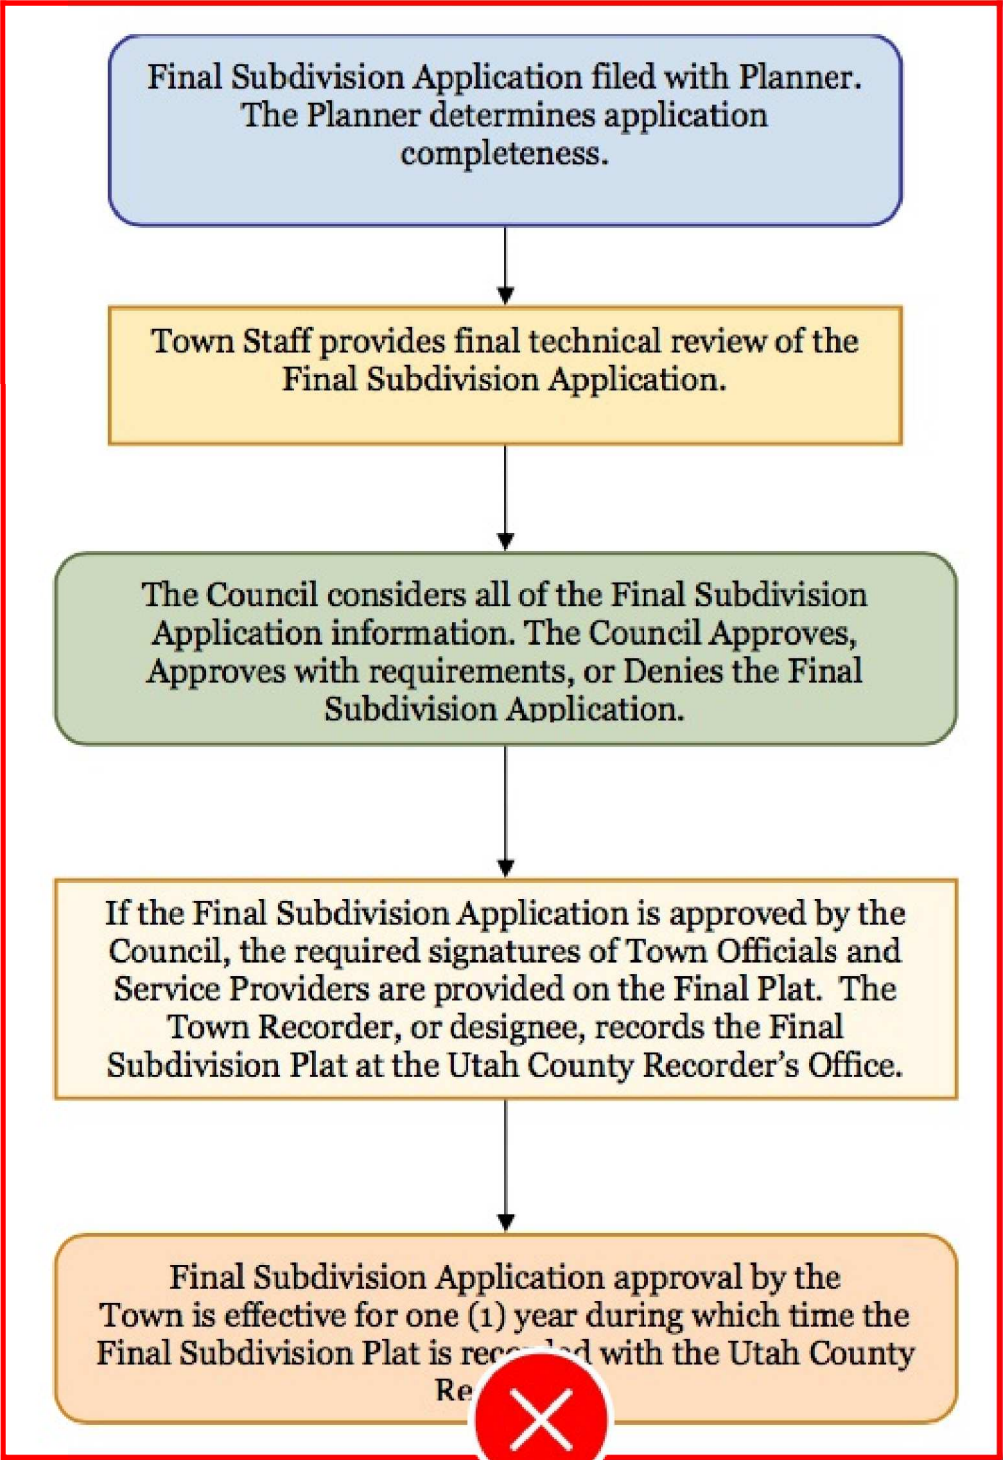 Final Subdivision Application filed with Planner.
The Planner determines application
completeness.
Town Staff provides final technical review of the
Final Subdivision Application.
The Council considers all of the Final Subdivision
Application information. The Council Approves,
Approves with requirements, or Denies the Final
Subdivision Application.
If the Final Subdivision Application is approved by the
Council, the required signatures of Town Officials and
Service Providers are provided on the Final Plat.  The
Town Recorder, or designee, records the Final
Subdivision Plat at the Utah County Recorder's Office.
Final Subdivision Application approval by the
Town is effective for one (1) year during which time the
Final Subdivision Plat is recorded with the Utah County